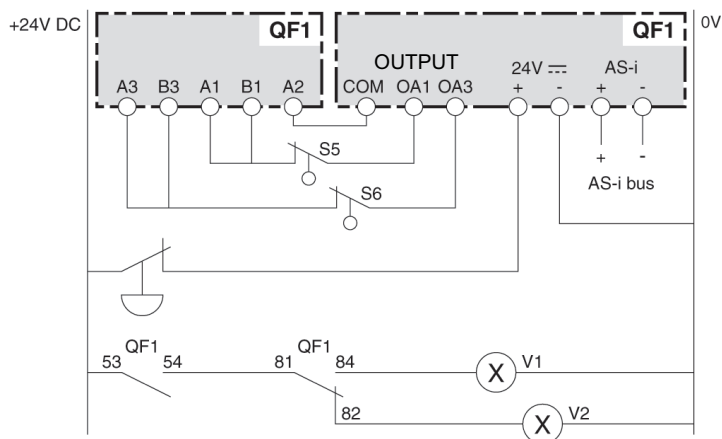 +24V DC
QF1
QF1
0V
OUTPUT
24V
AS-i
A3 B3 A1 B1 A2
COM OA1 OA3
+ - + -
+ -
AS-i bus
S5
S6
QF1
53 54
QF1
81 84
X
V1
82
X
V2